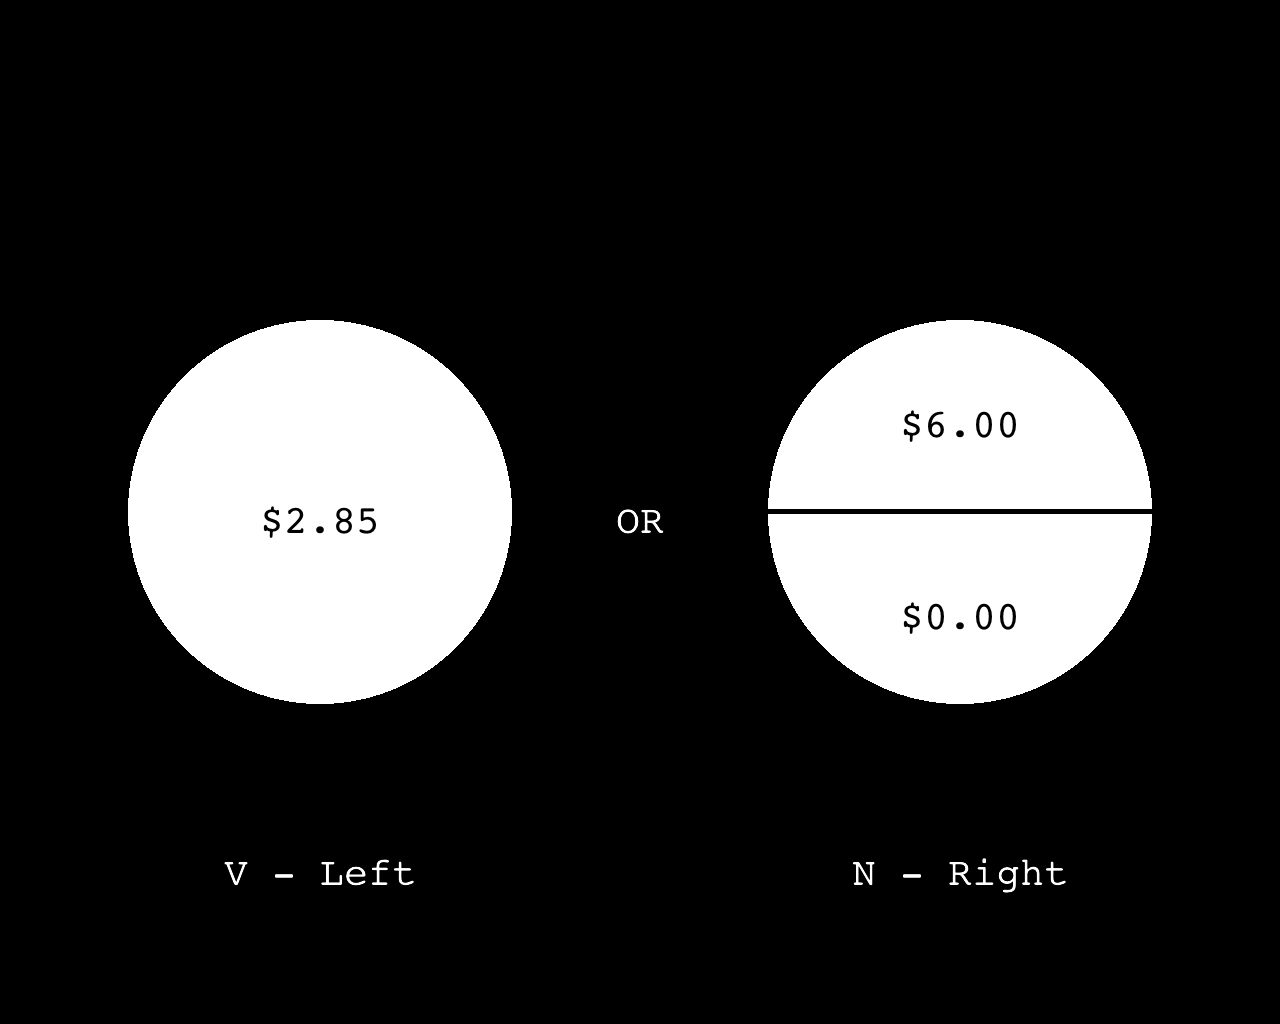 $6.00
$2.85
OR
$0.00
V - Left
N - Right